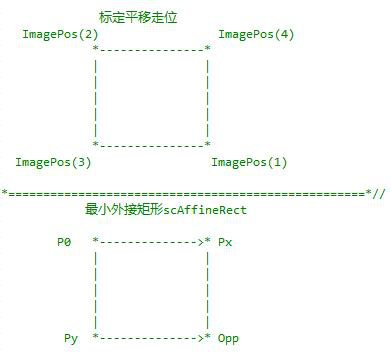 标定平移走位
ImagePos(2) ImagePos(4)
*---------------*
| |
| |
| |
| |
| |
*---------------*
ImagePos(3) ImagePos(1)
*===================================================*//
最小外接矩形scAffineRect
P0 *-------------->* Px
| |
| |
| |
| |
| |
Py *-------------->* Opp